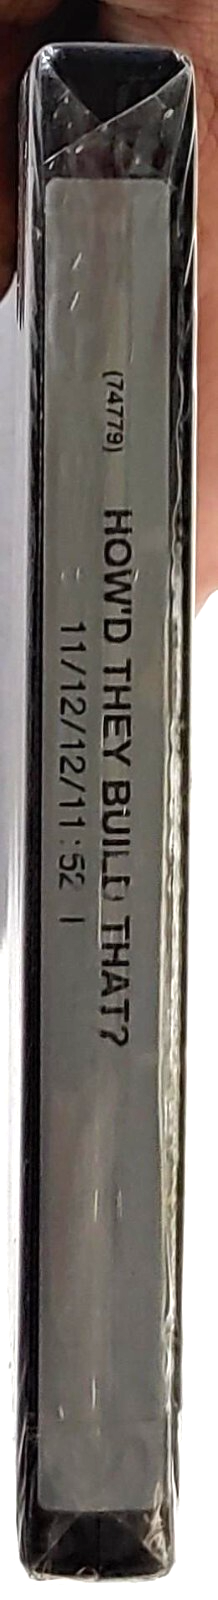 (74779) HOW'D THEY BUILD THAT?
11/12/12/11:52 I